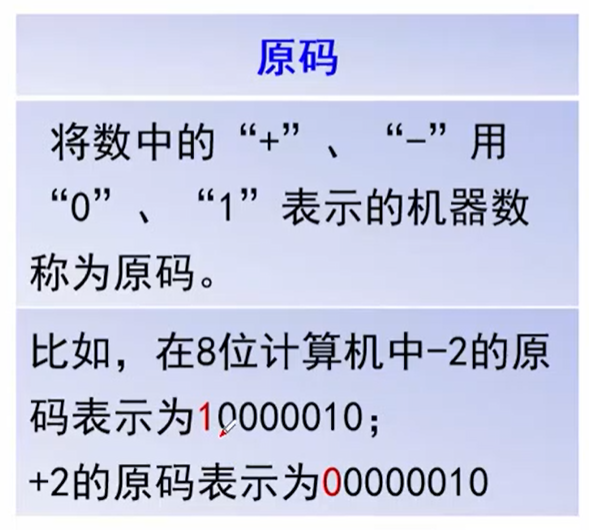 原码
将数中的“+”、“-”用
“0”、“1”表示的机器数
称为原码。
比如，在8位计算机中-2的原
码表示为10000010；
+2的原码表示为00000010